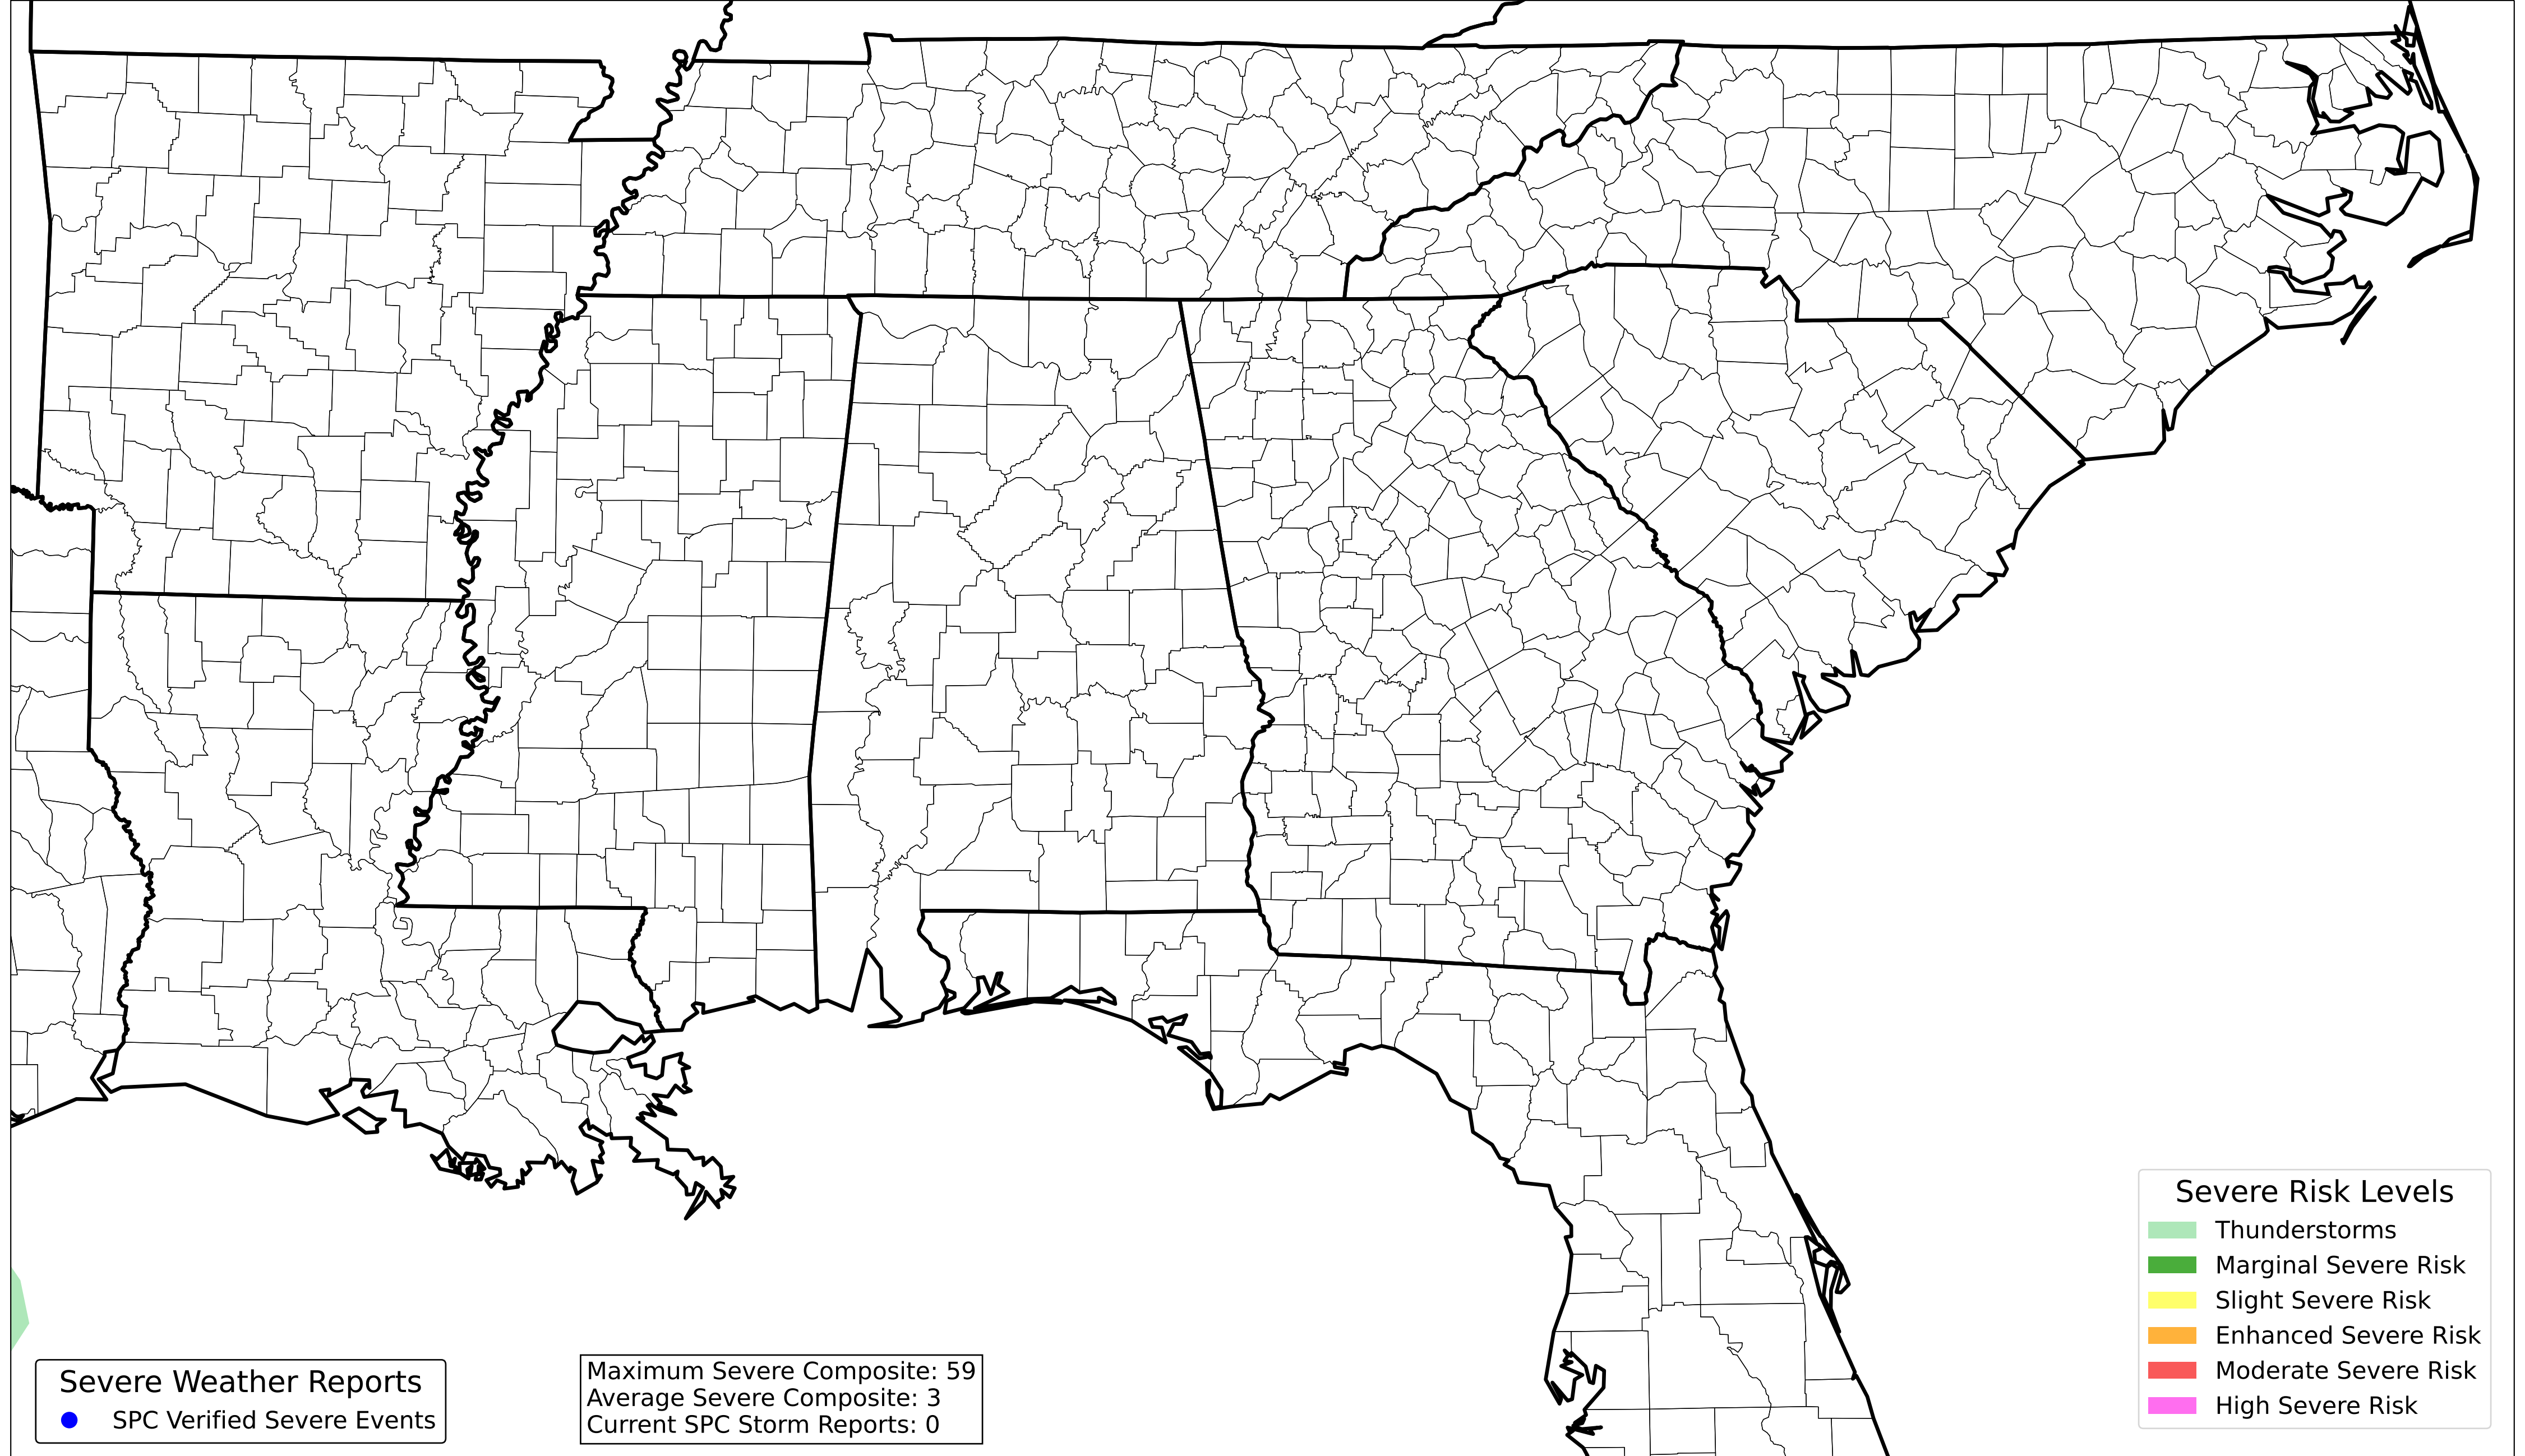 Severe Weather Reports
SPC Verified Severe Events
Maximum Severe Composite: 59
Average Severe Composite: 3
Current SPC Storm Reports: 0
Severe Risk Levels
Thunderstorms
Marginal Severe Risk
Slight Severe Risk
Enhanced Severe Risk
Moderate Severe Risk
High Severe Risk